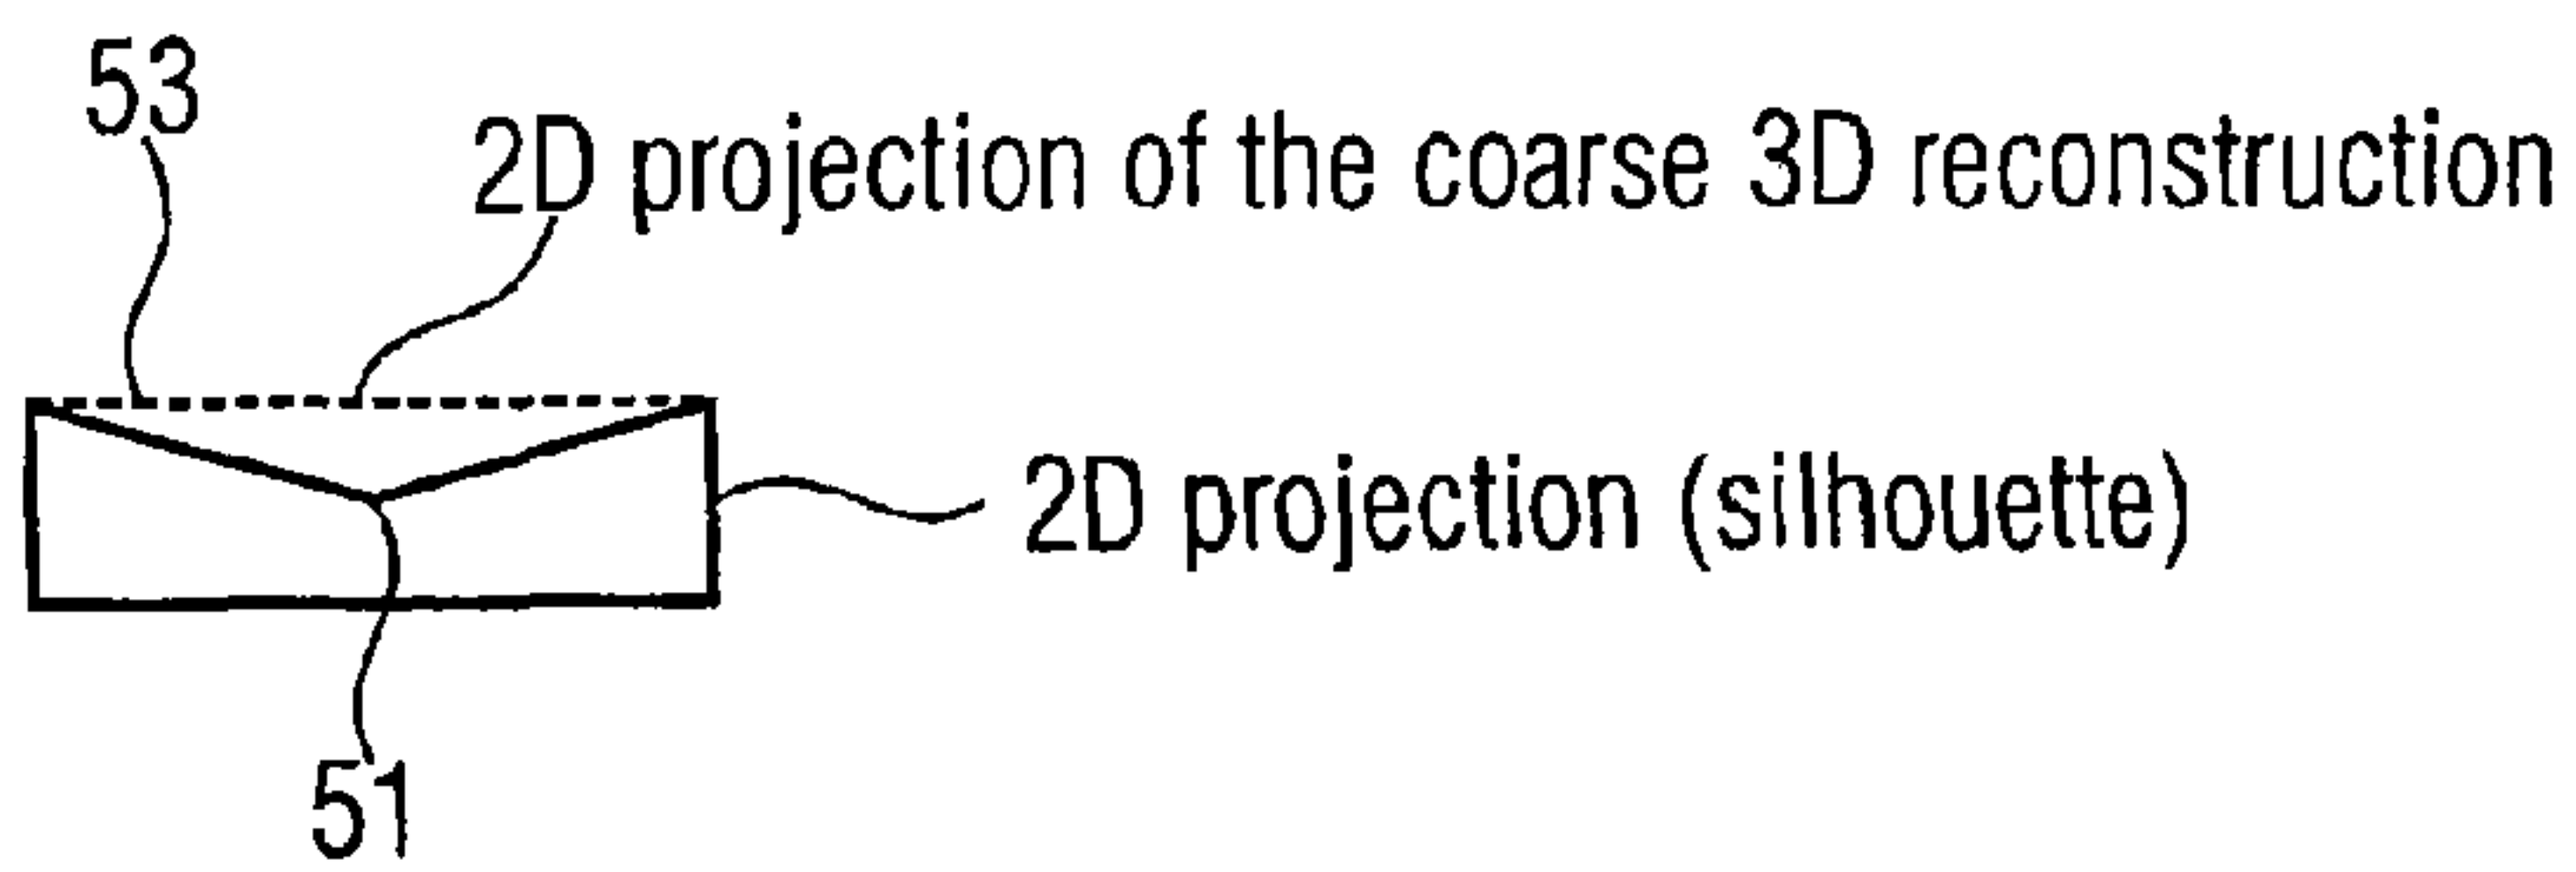 53
2D projection of the coarse 3D reconstruction
2D projection (silhouette)
51